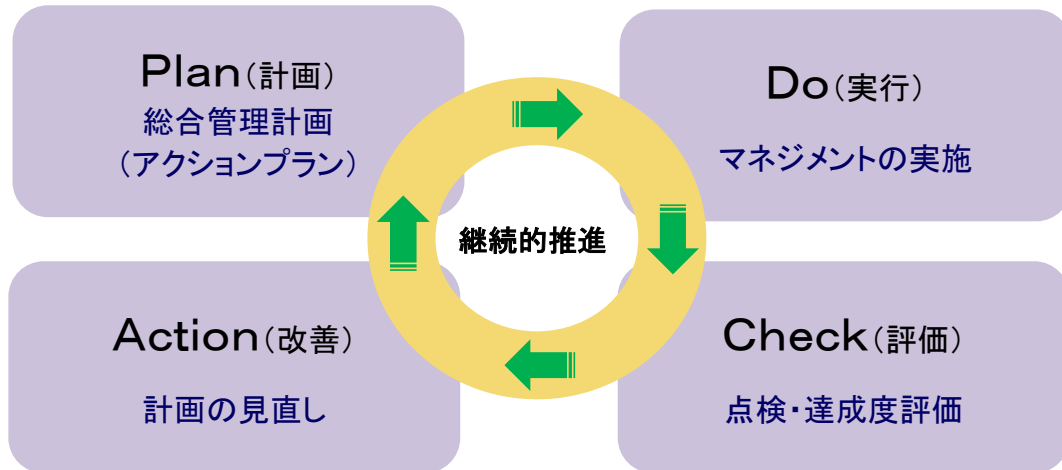 Plan(計画)
総合管理計画
(アクションプラン)
Do(実行)
マネジメントの実施
継続的推進
Action(改善)
計画の見直し
Check(評価)
点検・達成度評価